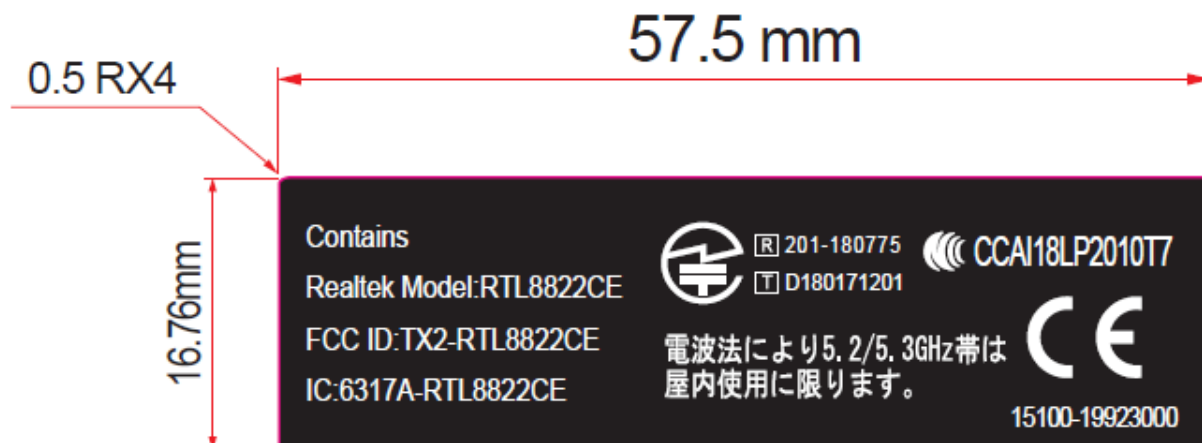 57.5 mm
0.5 RX4
16.76mm
Contains
Realtek Model:RTL8822CE
FCC ID:TX2-RTL8822CE
IC:6317A-RTL8822CE
R 201-180775
T D180171201
CCAI18LP2010T7
電波法により5.2/5.3GHz帯は
屋内使用に限ります。
CE
15100-19923000